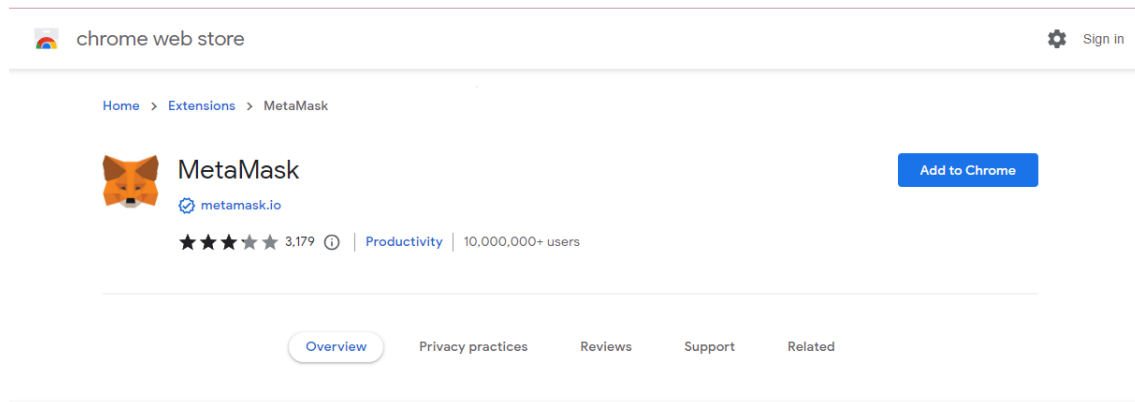 chrome web store
Sign in
Home > Extensions > MetaMask
MetaMask
Add to Chrome
metamask.io
3,179
Productivity
10,000,000+ users
Overview
Privacy practices
Reviews
Support
Related